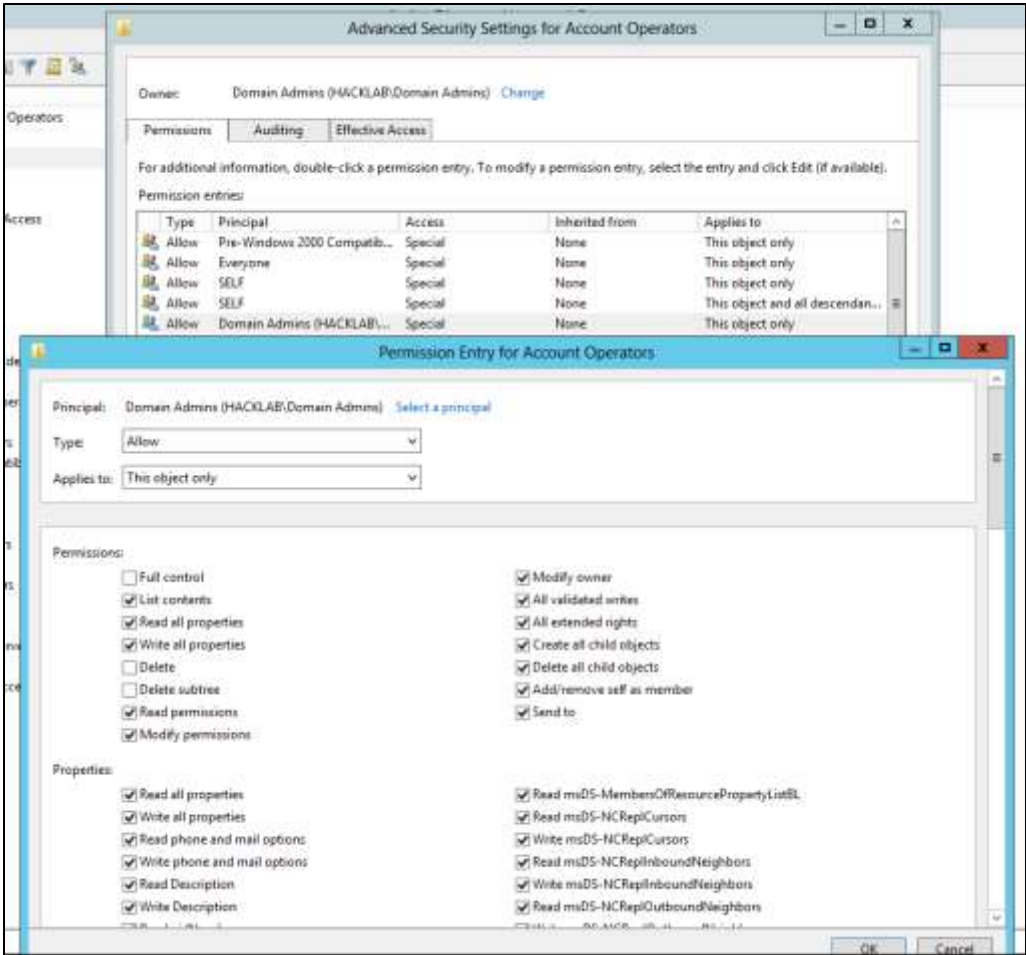 Advanced Security Settings for Account Operators
Owner: Domain Admins (HACKLAB\Domain Admins) Change
Operators
Permissions Auditing Effective Access
For additional information, double-click a permission entry. To modify a permission entry, select the entry and click Edit (if available).
Permission entries:
Access
Type Principal Access Inherited from Applies to
Allow Pre-Windows 2000 Compatib... Special None This object only
Allow Everyone Special None This object only
Allow SELF Special None This object only
Allow SELF Special None This object and all descendan...
Allow Domain Admins (HACKLAB\... Special None This object only
Permission Entry for Account Operators
Principal: Domain Admins (HACKLAB\Domain Admins) Select a principal
Type: Allow
Applies to: This object only
Permissions:
Full control Modify owner
List contents All validated writes
Read all properties All extended rights
Write all properties Create all child objects
Delete Delete all child objects
Delete subtree Add/remove self as member
Read permissions Send to
Modify permissions
Properties:
Read all properties Read msDS-MembersOfResourcePropertyListBL
Write all properties Read msDS-NCReplCursors
Read phone and mail options Write msDS-NCReplCursors
Write phone and mail options Read msDS-NCReplInboundNeighbors
Read Description Write msDS-NCReplInboundNeighbors
Write Description Read msDS-NCReplOutboundNeighbors
OK Cancel